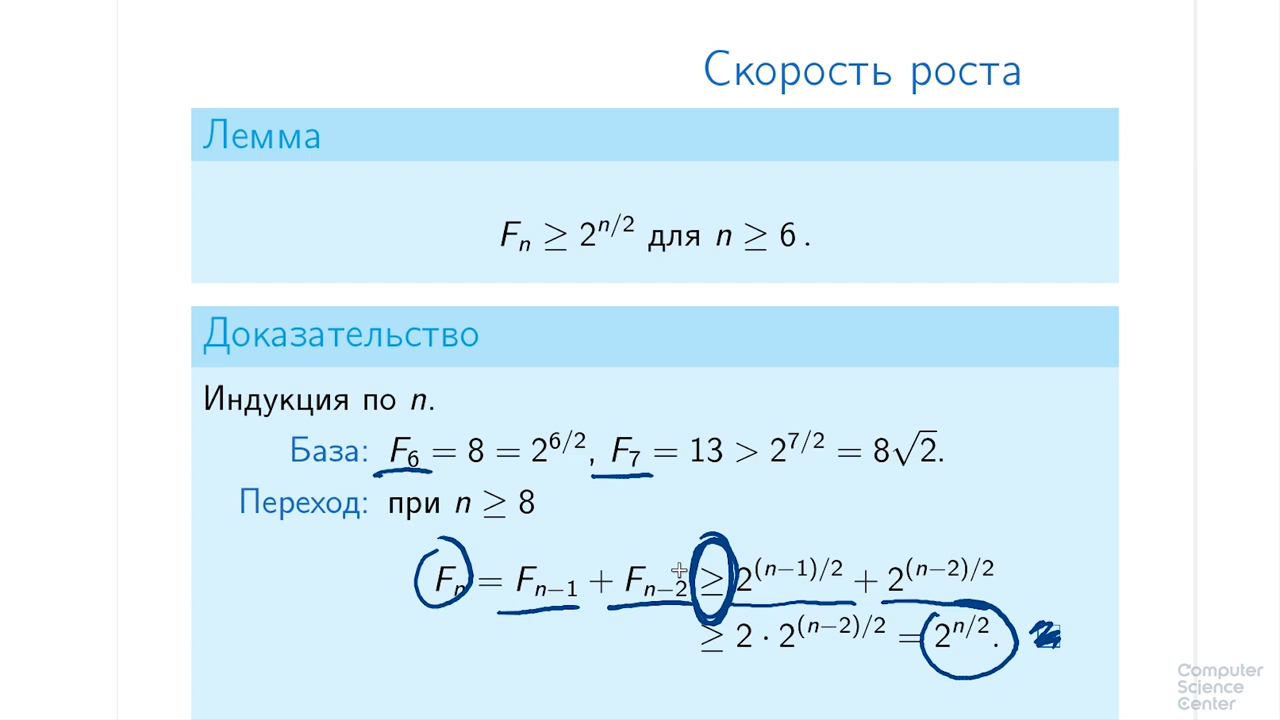 Скорость роста
Лемма
Fₙ ≥ 2^{n/2} для n ≥ 6 .
Доказательство
Индукция по n.
База: F₆ = 8 = 2^{6/2}, F₇ = 13 > 2^{7/2} = 8√2.
Переход: при n ≥ 8
Fₙ = Fₙ₋₁ + Fₙ₋₂ ≥ 2^{(n−1)/2} + 2^{(n−2)/2}
≥ 2 · 2^{(n−2)/2} = 2^{n/2}.
Computer
Science
Center